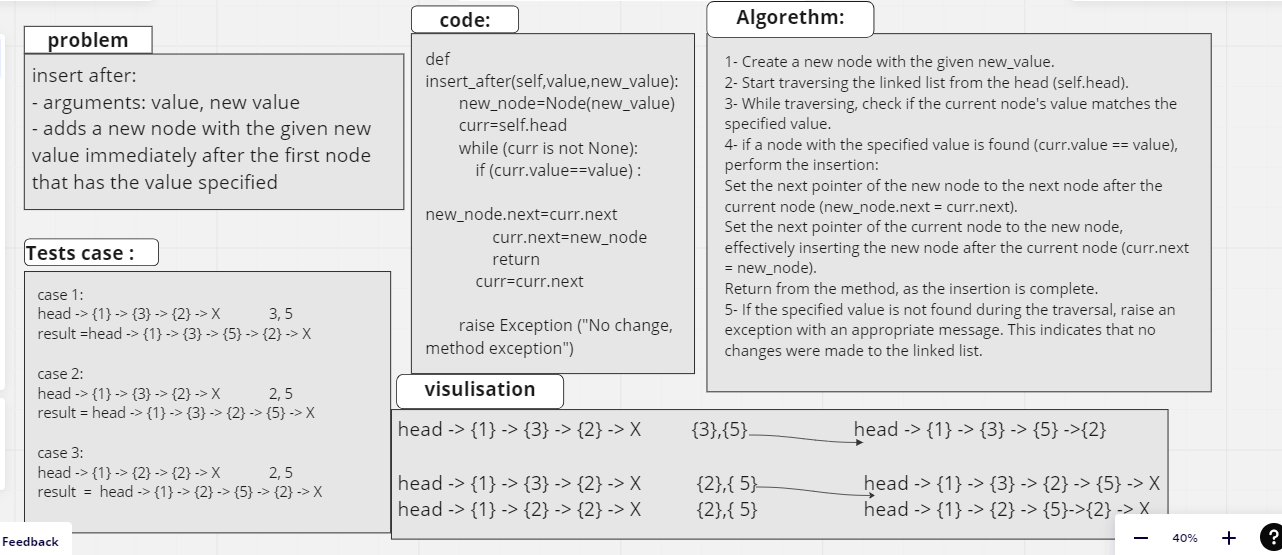 problem
insert after:
- arguments: value, new value
- adds a new node with the given new
value immediately after the first node
that has the value specified
Tests case :
case 1:
head -> {1} -> {3} -> {2} -> X 3, 5
result =head -> {1} -> {3} -> {5} -> {2} -> X
case 2:
head -> {1} -> {3} -> {2} -> X 2, 5
result = head -> {1} -> {3} -> {2} -> {5} -> X
case 3:
head -> {1} -> {2} -> {2} -> X 2, 5
result = head -> {1} -> {2} -> {5} -> {2} -> X
code:
def
insert_after(self,value,new_value):
new_node=Node(new_value)
curr=self.head
while (curr is not None):
if (curr.value==value) :
new_node.next=curr.next
curr.next=new_node
return
curr=curr.next
raise Exception ("No change,
method exception")
Algorethm:
1- Create a new node with the given new_value.
2- Start traversing the linked list from the head (self.head).
3- While traversing, check if the current node's value matches the
specified value.
4- if a node with the specified value is found (curr.value == value),
perform the insertion:
Set the next pointer of the new node to the next node after the
current node (new_node.next = curr.next).
Set the next pointer of the current node to the new node,
effectively inserting the new node after the current node (curr.next
= new_node).
Return from the method, as the insertion is complete.
5- If the specified value is not found during the traversal, raise an
exception with an appropriate message. This indicates that no
changes were made to the linked list.
visulisation
head -> {1} -> {3} -> {2} -> X {3},{5} head -> {1} -> {3} -> {5} ->{2}
head -> {1} -> {3} -> {2} -> X {2},{ 5} head -> {1} -> {3} -> {2} -> {5} -> X
head -> {1} -> {2} -> {2} -> X {2},{ 5} head -> {1} -> {2} -> {5}->{2} -> X
Feedback
− 40% + ?